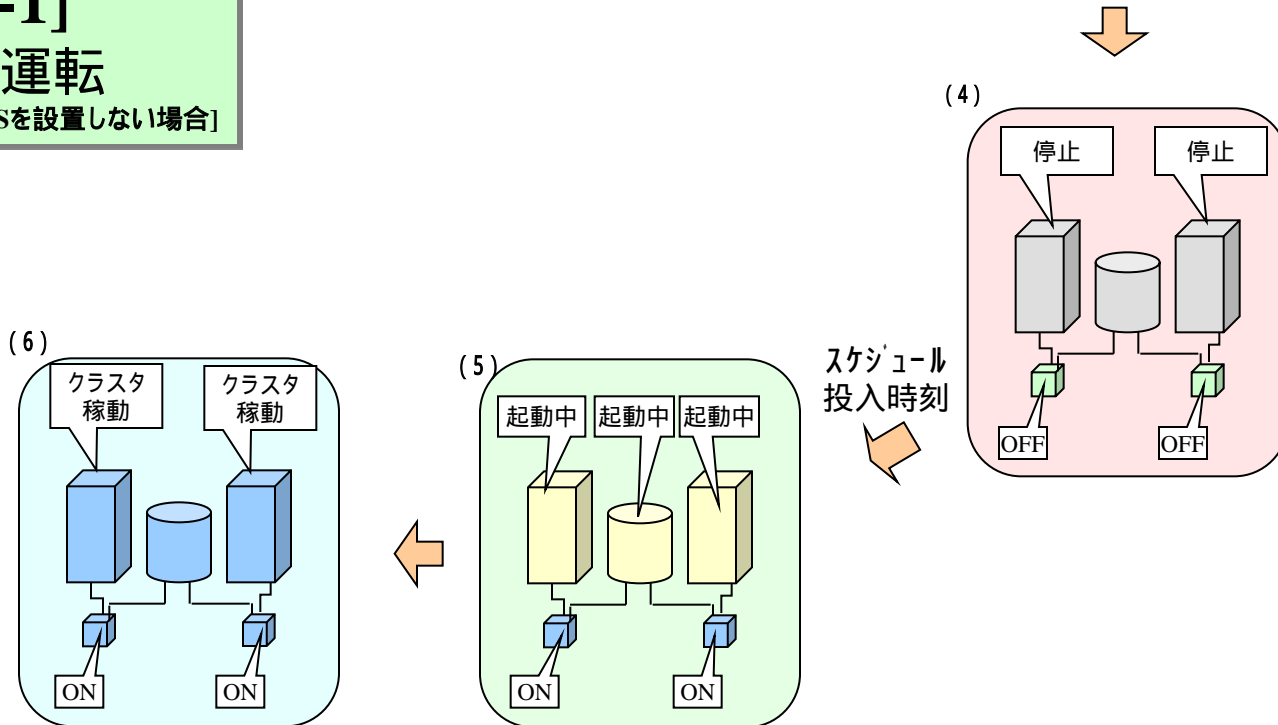 -1]
運転
Sを設置しない場合]
(4)
停止
停止
OFF
OFF
スケジュール
投入時刻
(5)
起動中
起動中
起動中
ON
ON
(6)
クラスタ
稼動
クラスタ
稼動
ON
ON